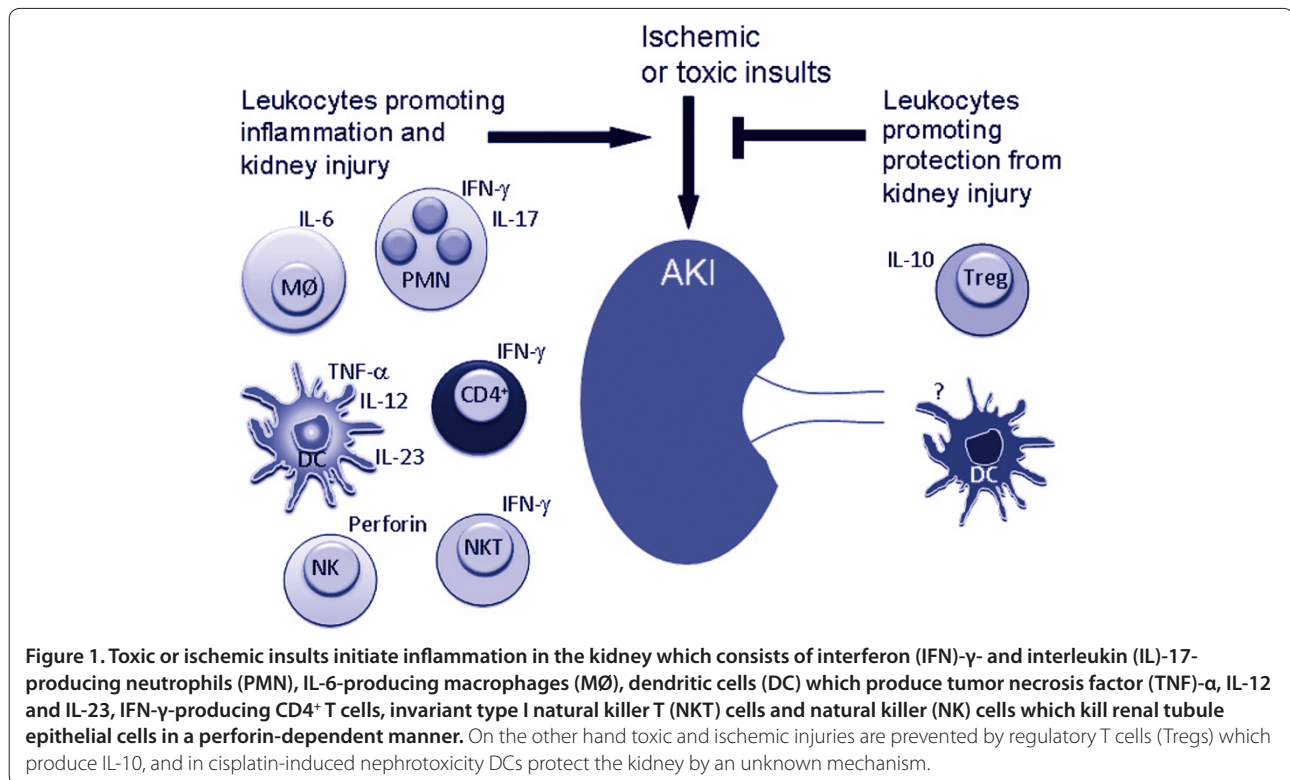 Ischemic
or toxic insults
Leukocytes promoting
inflammation and
kidney injury
Leukocytes
promoting
protection from
kidney injury
IL-6
MØ
IFN-γ
IL-17
PMN
TNF-α
IL-12
IL-23
DC
IFN-γ
CD4⁺
Perforin
NK
IFN-γ
NKT
AKI
IL-10
Treg
?
DC
Figure 1. Toxic or ischemic insults initiate inflammation in the kidney which consists of interferon (IFN)-γ- and interleukin (IL)-17-
producing neutrophils (PMN), IL-6-producing macrophages (MØ), dendritic cells (DC) which produce tumor necrosis factor (TNF)-α, IL-12
and IL-23, IFN-γ-producing CD4⁺ T cells, invariant type I natural killer T (NKT) cells and natural killer (NK) cells which kill renal tubule
epithelial cells in a perforin-dependent manner. On the other hand toxic and ischemic injuries are prevented by regulatory T cells (Tregs) which
produce IL-10, and in cisplatin-induced nephrotoxicity DCs protect the kidney by an unknown mechanism.